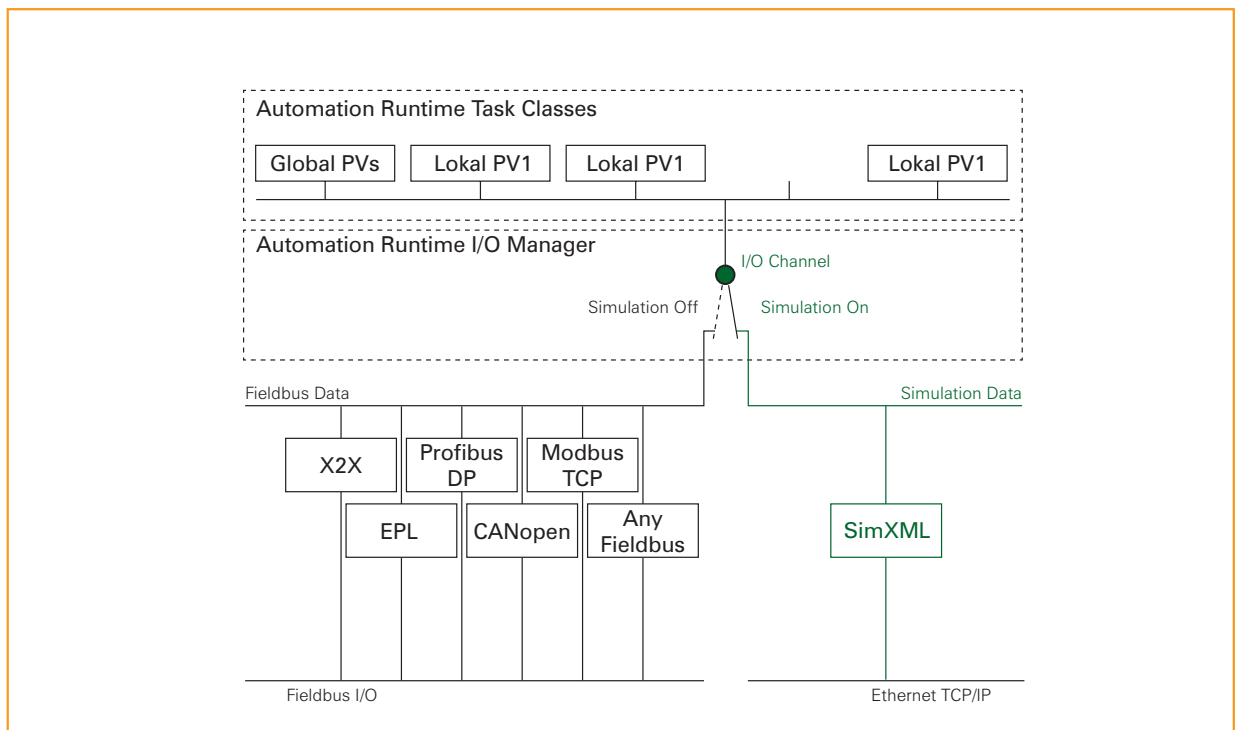 Automation Runtime Task Classes
Global PVs
Lokal PV1
Lokal PV1
Lokal PV1
Automation Runtime I/O Manager
I/O Channel
Simulation Off
Simulation On
Fieldbus Data
Simulation Data
X2X
Profibus
DP
Modbus
TCP
EPL
CANopen
Any
Fieldbus
SimXML
Fieldbus I/O
Ethernet TCP/IP